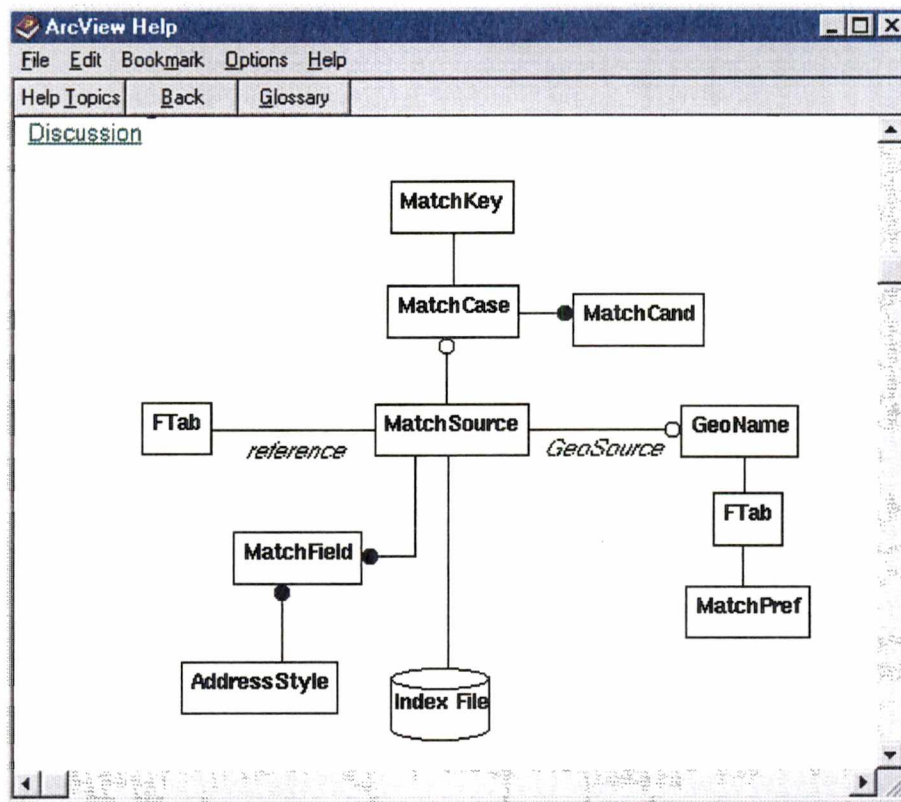 ArcView Help
File Edit Bookmark Options Help
Help Topics Back Glossary
Discussion
MatchKey
MatchCase
MatchCand
FTab
MatchSource
GeoName
reference
GeoSource
FTab
MatchField
MatchPref
AddressStyle
Index File